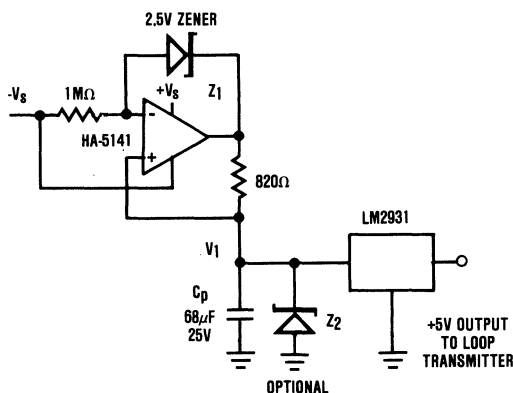 2.5V ZENER
Z1
-Vs
1MΩ
+Vs
-
HA-5141
+
820Ω
LM2931
V1
Cp
68µF
25V
Z2
OPTIONAL
+5V OUTPUT
TO LOOP
TRANSMITTER